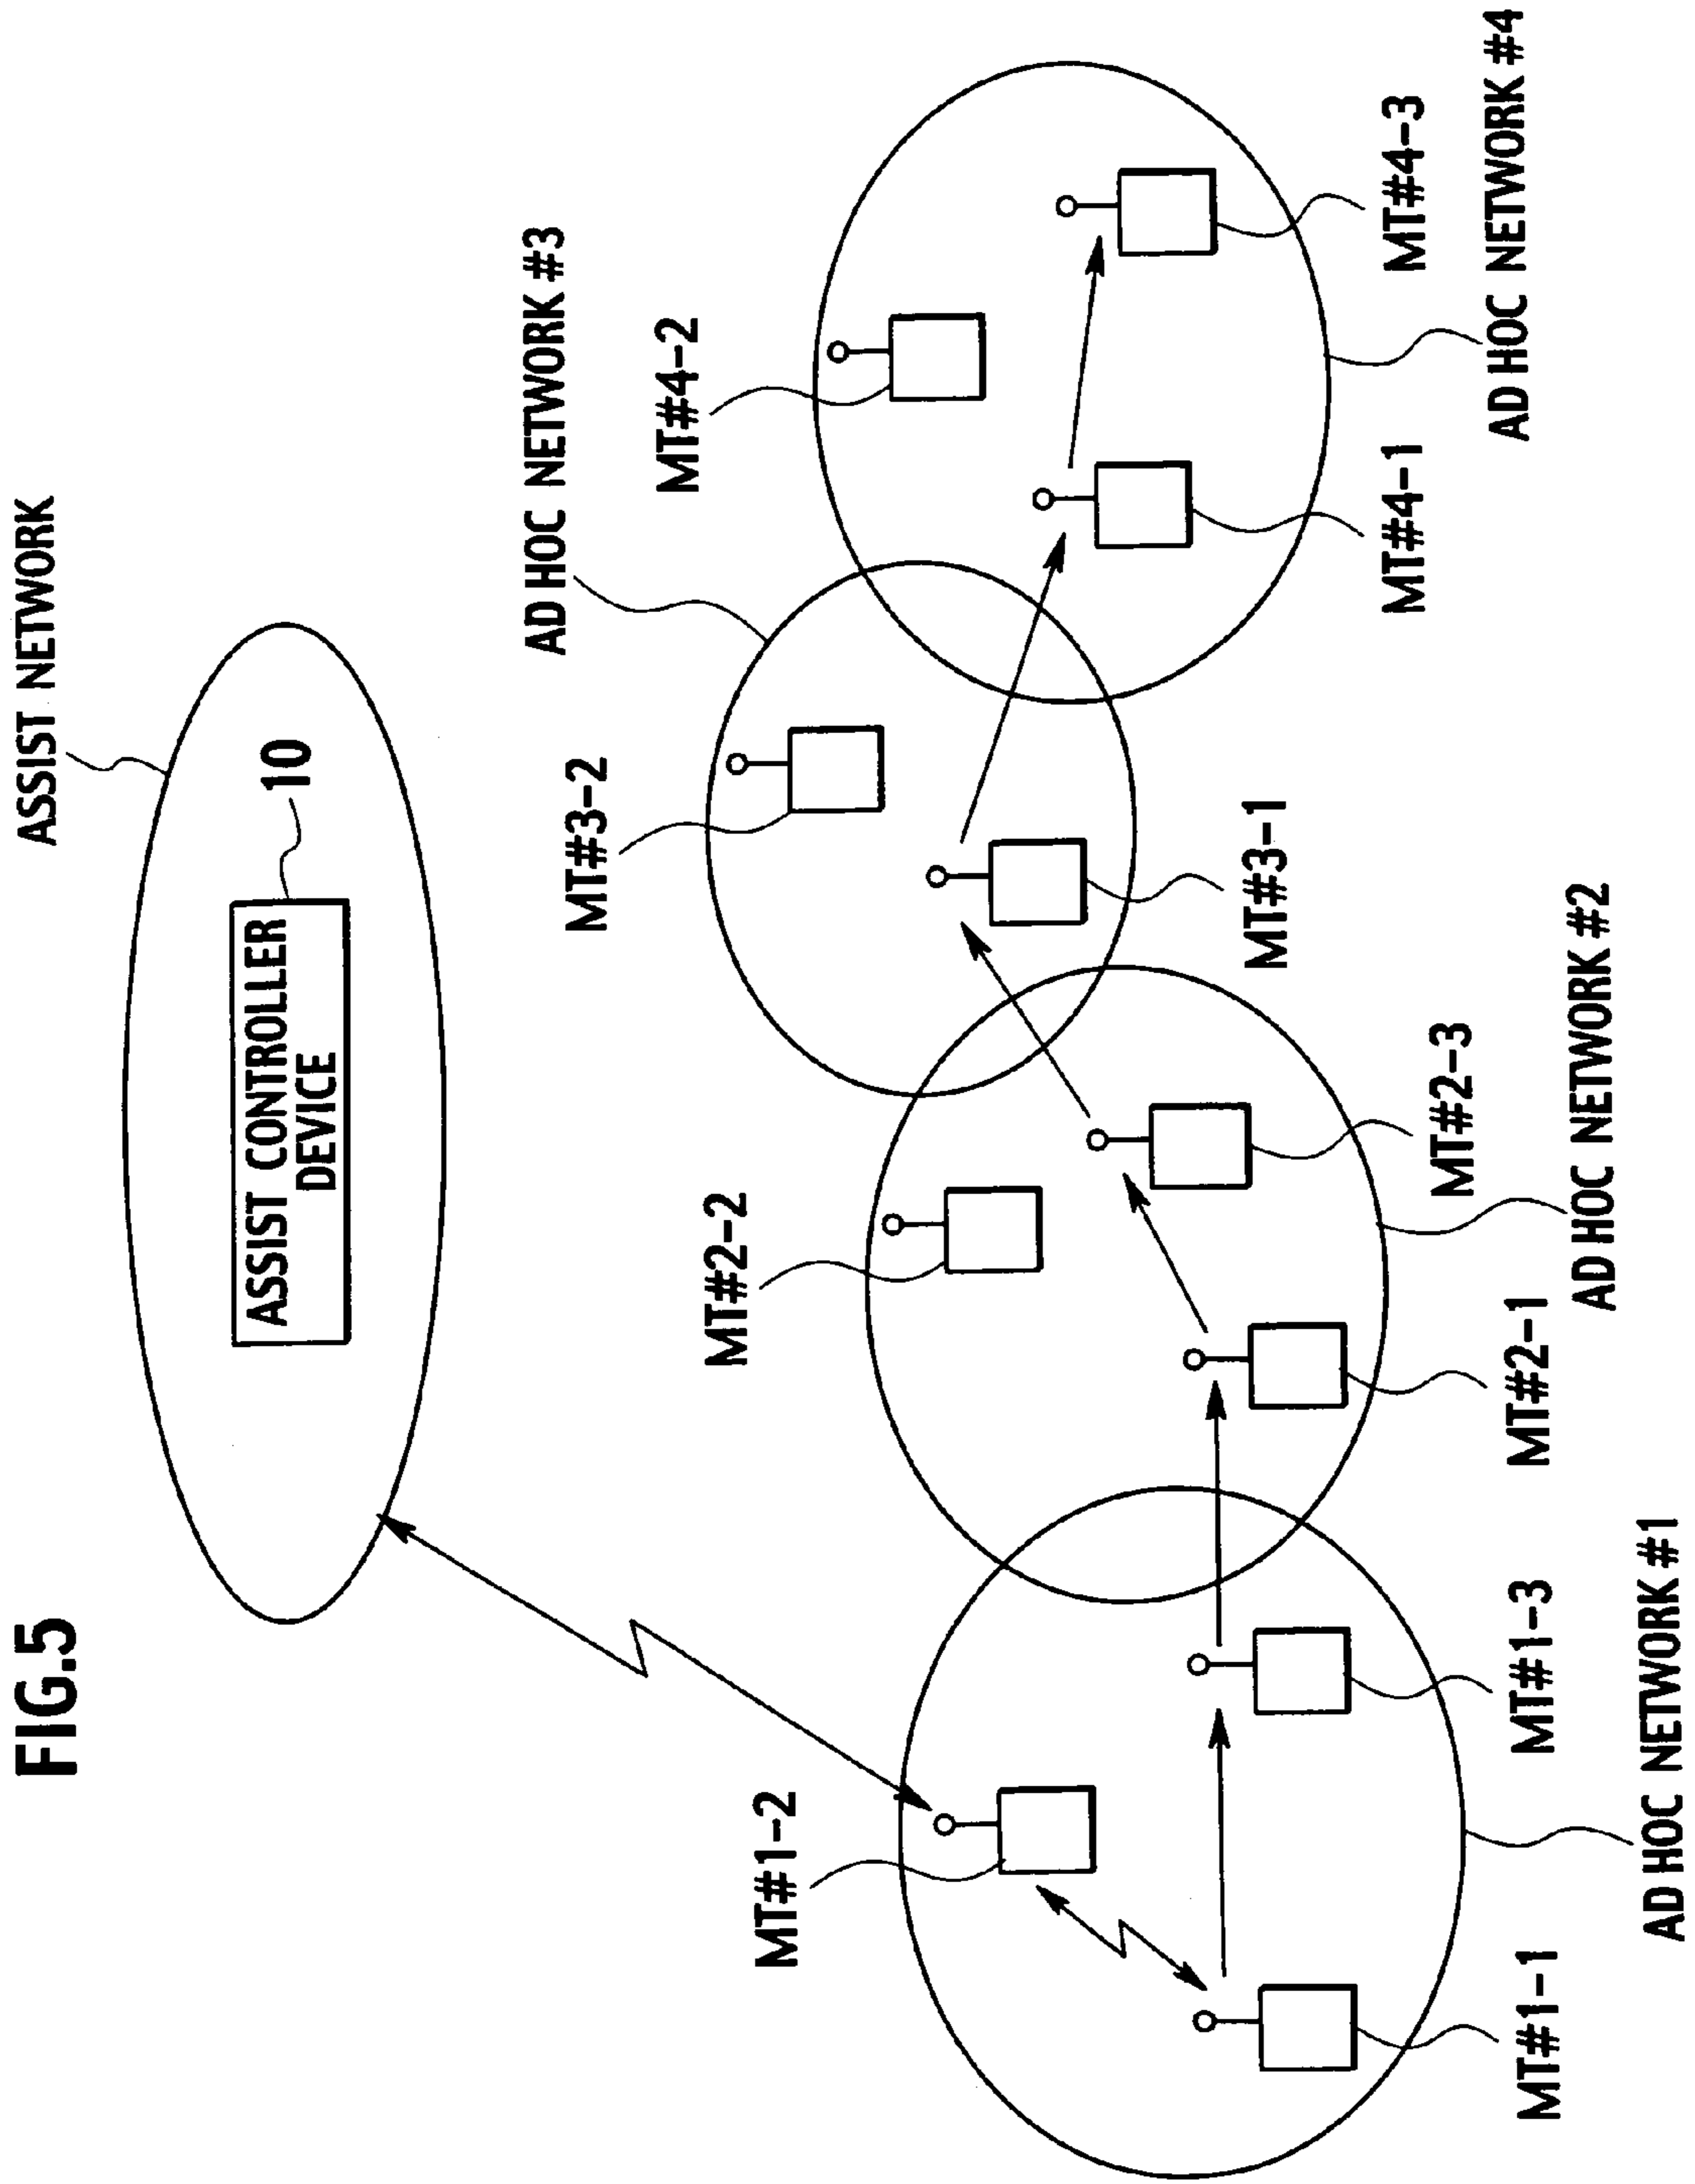 FIG.5
ASSIST NETWORK
ASSIST CONTROLLER
DEVICE
10
AD HOC NETWORK #3
MT#3-2
MT#4-2
MT#2-2
MT#1-2
MT#3-1
MT#4-1
MT#4-3
AD HOC NETWORK #4
MT#2-3
MT#2-1
AD HOC NETWORK #2
MT#1-3
MT#1-1
AD HOC NETWORK #1